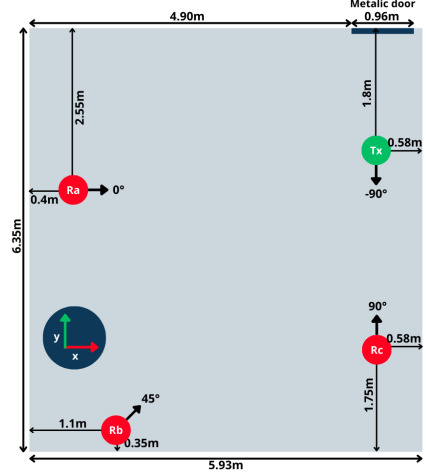 Metalic door
4.90m
0.96m
2.55m
1.8m
0.58m
Tx
-90°
Ra
0°
0.4m
6.35m
y
x
90°
0.58m
Rc
1.75m
45°
1.1m
Rb
0.35m
5.93m